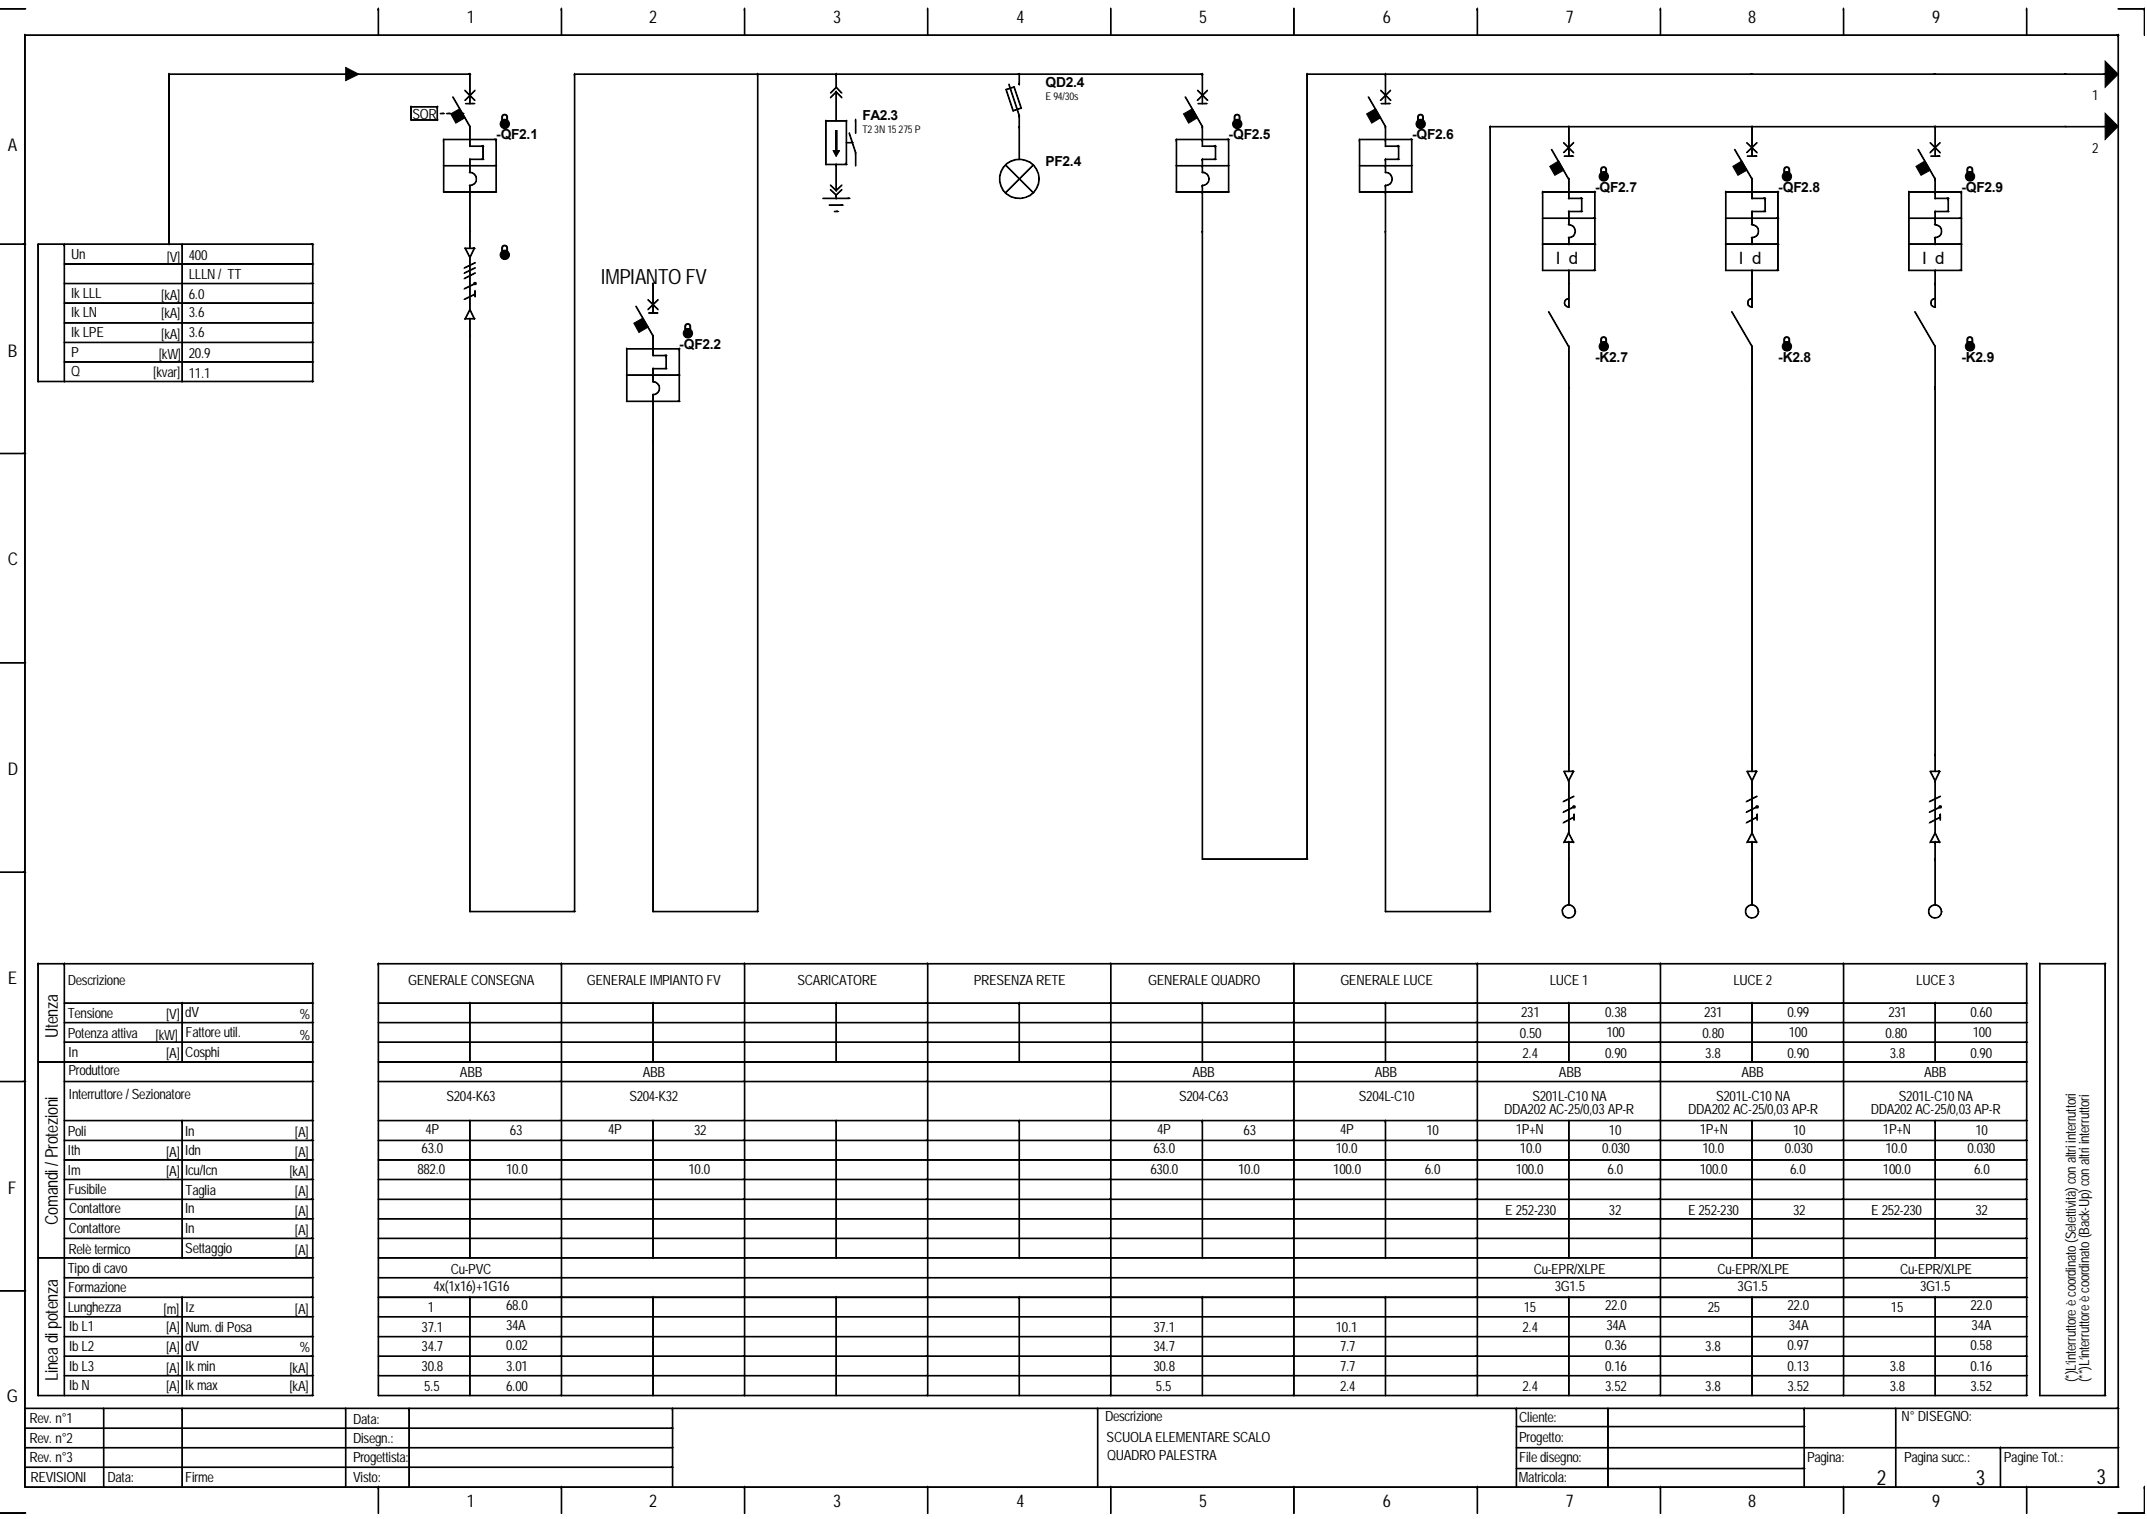 1 2 3 4 5 6 7 8 9
A
B
C
D
E
F
G
SOR
-QF2.1
FA2.3
T2 3N 15 275 P
QD2.4
E 94/30s
PF2.4
-QF2.5
-QF2.6
1
2
-QF2.7
-QF2.8
-QF2.9
I d
I d
I d
-K2.7
-K2.8
-K2.9
IMPIANTO FV
-QF2.2
Un [V] 400
LLLN / TT
Ik LLL [kA] 6.0
Ik LN [kA] 3.6
Ik LPE [kA] 3.6
P [kW] 20.9
Q [kvar] 11.1
Utenza
Descrizione GENERALE CONSEGNA GENERALE IMPIANTO FV SCARICATORE PRESENZA RETE GENERALE QUADRO GENERALE LUCE LUCE 1 LUCE 2 LUCE 3
Tensione [V] dV % 231 0.38 231 0.99 231 0.60
Potenza attiva [kW] Fattore util. % 0.50 100 0.80 100 0.80 100
In [A] Cosphi 2.4 0.90 3.8 0.90 3.8 0.90
Comandi / Protezioni
Produttore ABB ABB ABB ABB ABB ABB ABB
Interruttore / Sezionatore S204-K63 S204-K32 S204-C63 S204L-C10 S201L-C10 NA S201L-C10 NA S201L-C10 NA
DDA202 AC-25/0,03 AP-R DDA202 AC-25/0,03 AP-R DDA202 AC-25/0,03 AP-R
Poli In [A] 4P 63 4P 32 4P 63 4P 10 1P+N 10 1P+N 10 1P+N 10
Ith [A] Idn [A] 63.0 63.0 10.0 10.0 0.030 10.0 0.030 10.0 0.030
Im [A] Icu/Icn [kA] 882.0 10.0 10.0 630.0 10.0 100.0 6.0 100.0 6.0 100.0 6.0 100.0 6.0
Fusibile Taglia [A]
Contattore In [A] E 252-230 32 E 252-230 32 E 252-230 32
Contattore In [A]
Relè termico Settaggio [A]
Linea di potenza
Tipo di cavo Cu-PVC Cu-EPR/XLPE Cu-EPR/XLPE Cu-EPR/XLPE
Formazione 4x(1x16)+1G16 3G1.5 3G1.5 3G1.5
Lunghezza [m] Iz [A] 1 68.0 15 22.0 25 22.0 15 22.0
Ib L1 [A] Num. di Posa 37.1 34A 37.1 10.1 2.4 34A 34A 34A
Ib L2 [A] dV % 34.7 0.02 34.7 7.7 0.36 3.8 0.97 0.58
Ib L3 [A] Ik min [kA] 30.8 3.01 30.8 7.7 0.16 0.13 3.8 0.16
Ib N [A] Ik max [kA] 5.5 6.00 5.5 2.4 2.4 3.52 3.8 3.52 3.8 3.52
(*)L'interruttore è coordinato (Selettività) con altri interruttori
(*)L'interruttore è coordinato (Back-Up) con altri interruttori
Rev. n°1 Data: Descrizione Cliente: N° DISEGNO:
Rev. n°2 Disegn.: SCUOLA ELEMENTARE SCALO Progetto:
Rev. n°3 Progettista: QUADRO PALESTRA File disegno: Pagina: Pagina succ.: Pagine Tot.:
REVISIONI Data: Firme Visto: Matricola: 2 3 3
1 2 3 4 5 6 7 8 9